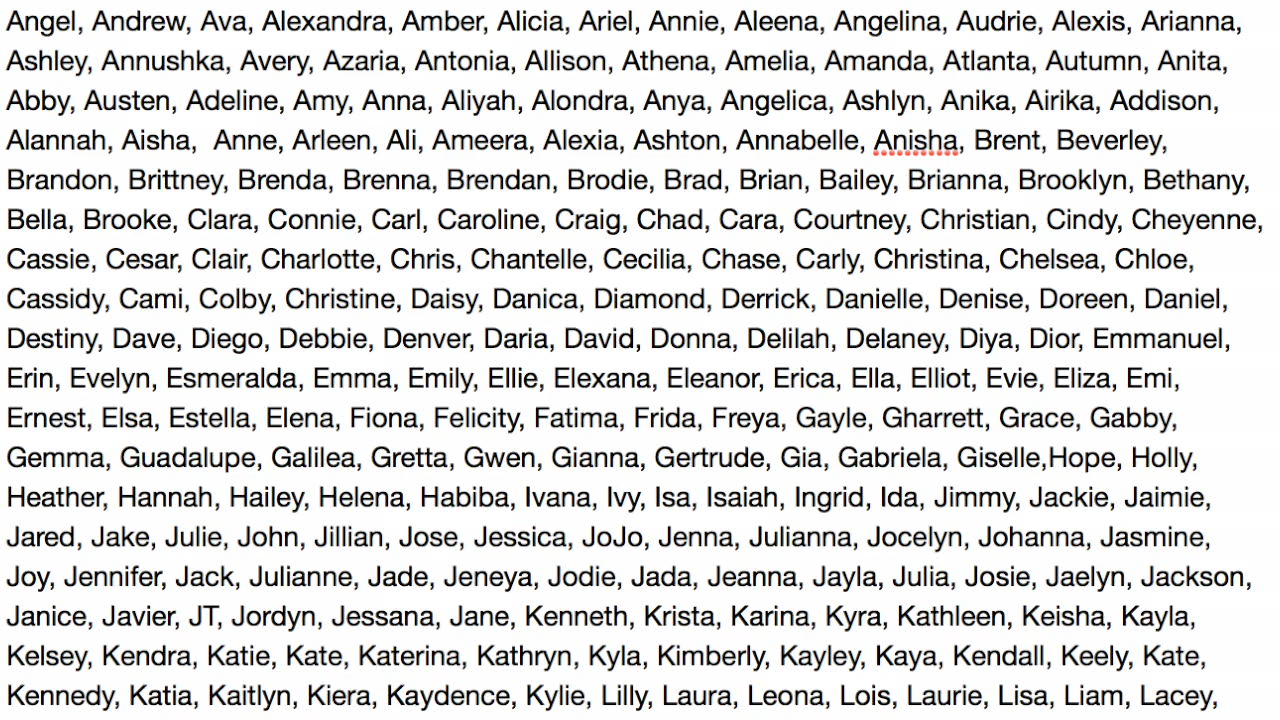 Angel, Andrew, Ava, Alexandra, Amber, Alicia, Ariel, Annie, Aleena, Angelina, Audrie, Alexis, Arianna,
Ashley, Annushka, Avery, Azaria, Antonia, Allison, Athena, Amelia, Amanda, Atlanta, Autumn, Anita,
Abby, Austen, Adeline, Amy, Anna, Aliyah, Alondra, Anya, Angelica, Ashlyn, Anika, Airika, Addison,
Alannah, Aisha,  Anne, Arleen, Ali, Ameera, Alexia, Ashton, Annabelle, Anisha, Brent, Beverley,
Brandon, Brittney, Brenda, Brenna, Brendan, Brodie, Brad, Brian, Bailey, Brianna, Brooklyn, Bethany,
Bella, Brooke, Clara, Connie, Carl, Caroline, Craig, Chad, Cara, Courtney, Christian, Cindy, Cheyenne,
Cassie, Cesar, Clair, Charlotte, Chris, Chantelle, Cecilia, Chase, Carly, Christina, Chelsea, Chloe,
Cassidy, Cami, Colby, Christine, Daisy, Danica, Diamond, Derrick, Danielle, Denise, Doreen, Daniel,
Destiny, Dave, Diego, Debbie, Denver, Daria, David, Donna, Delilah, Delaney, Diya, Dior, Emmanuel,
Erin, Evelyn, Esmeralda, Emma, Emily, Ellie, Elexana, Eleanor, Erica, Ella, Elliot, Evie, Eliza, Emi,
Ernest, Elsa, Estella, Elena, Fiona, Felicity, Fatima, Frida, Freya, Gayle, Gharrett, Grace, Gabby,
Gemma, Guadalupe, Galilea, Gretta, Gwen, Gianna, Gertrude, Gia, Gabriela, Giselle,Hope, Holly,
Heather, Hannah, Hailey, Helena, Habiba, Ivana, Ivy, Isa, Isaiah, Ingrid, Ida, Jimmy, Jackie, Jaimie,
Jared, Jake, Julie, John, Jillian, Jose, Jessica, JoJo, Jenna, Julianna, Jocelyn, Johanna, Jasmine,
Joy, Jennifer, Jack, Julianne, Jade, Jeneya, Jodie, Jada, Jeanna, Jayla, Julia, Josie, Jaelyn, Jackson,
Janice, Javier, JT, Jordyn, Jessana, Jane, Kenneth, Krista, Karina, Kyra, Kathleen, Keisha, Kayla,
Kelsey, Kendra, Katie, Kate, Katerina, Kathryn, Kyla, Kimberly, Kayley, Kaya, Kendall, Keely, Kate,
Kennedy, Katia, Kaitlyn, Kiera, Kaydence, Kylie, Lilly, Laura, Leona, Lois, Laurie, Lisa, Liam, Lacey,